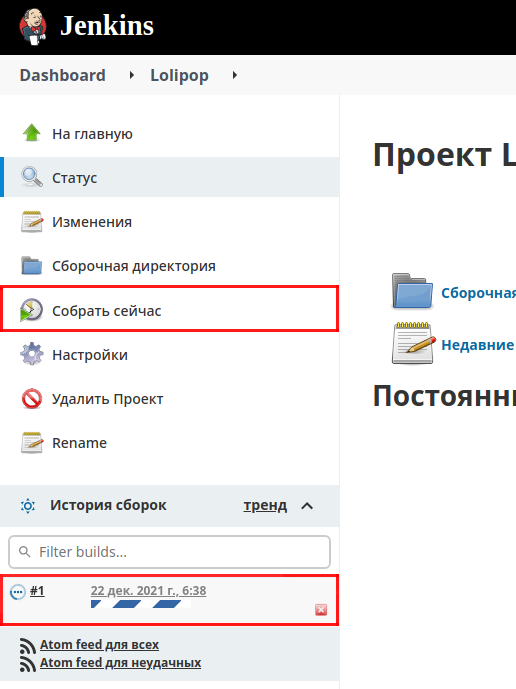 Jenkins
Dashboard Lolipop
На главную
Статус
Изменения
Сборочная директория
Собрать сейчас
Настройки
Удалить Проект
Rename
Проект L
Сборочная
Недавние
Постоянн
История сборок тренд
Filter builds...
#1 22 дек. 2021 г., 6:38
Atom feed для всех
Atom feed для неудачных